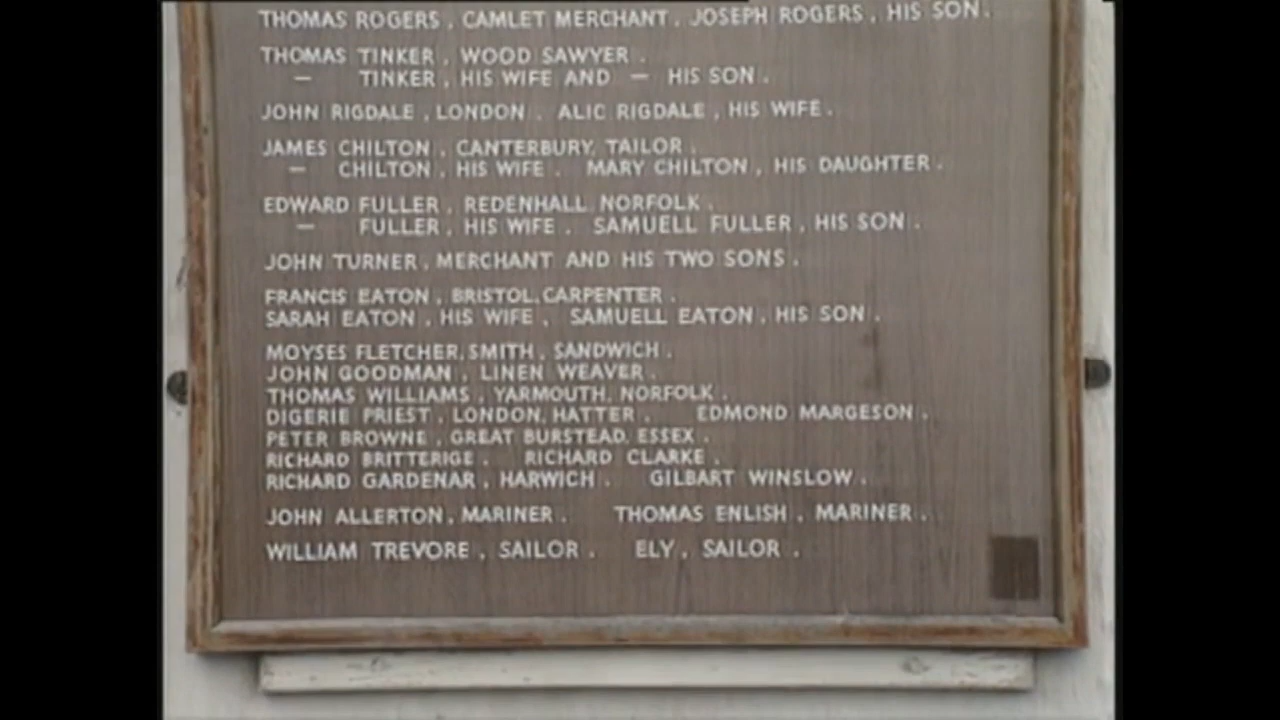 THOMAS ROGERS , CAMLET MERCHANT . JOSEPH ROGERS , HIS SON .
THOMAS TINKER , WOOD SAWYER .
— TINKER , HIS WIFE AND — HIS SON .
JOHN RIGDALE , LONDON . ALIC RIGDALE , HIS WIFE .
JAMES CHILTON , CANTERBURY, TAILOR .
— CHILTON , HIS WIFE . MARY CHILTON , HIS DAUGHTER .
EDWARD FULLER , REDENHALL NORFOLK .
— FULLER , HIS WIFE . SAMUELL FULLER , HIS SON .
JOHN TURNER , MERCHANT AND HIS TWO SONS .
FRANCIS EATON , BRISTOL, CARPENTER .
SARAH EATON , HIS WIFE , SAMUELL EATON , HIS SON .
MOYSES FLETCHER, SMITH , SANDWICH .
JOHN GOODMAN , LINEN WEAVER .
THOMAS WILLIAMS , YARMOUTH, NORFOLK .
DIGERIE PRIEST , LONDON, HATTER . EDMOND MARGESON .
PETER BROWNE , GREAT BURSTEAD, ESSEX .
RICHARD BRITTERIGE . RICHARD CLARKE .
RICHARD GARDENAR , HARWICH . GILBART WINSLOW .
JOHN ALLERTON , MARINER . THOMAS ENLISH , MARINER .
WILLIAM TREVORE , SAILOR . ELY , SAILOR .